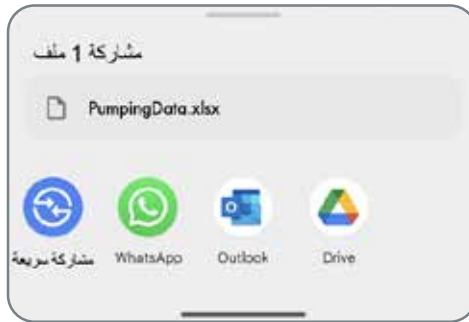 مشاركة 1 ملف
PumpingData.xlsx
مشاركة سريعة
WhatsApp
Outlook
Drive